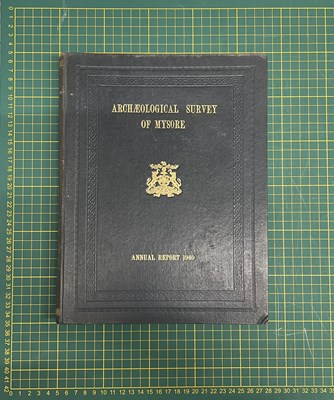 ARCHÆOLOGICAL SURVEY
OF MYSORE
ANNUAL REPORT 1940